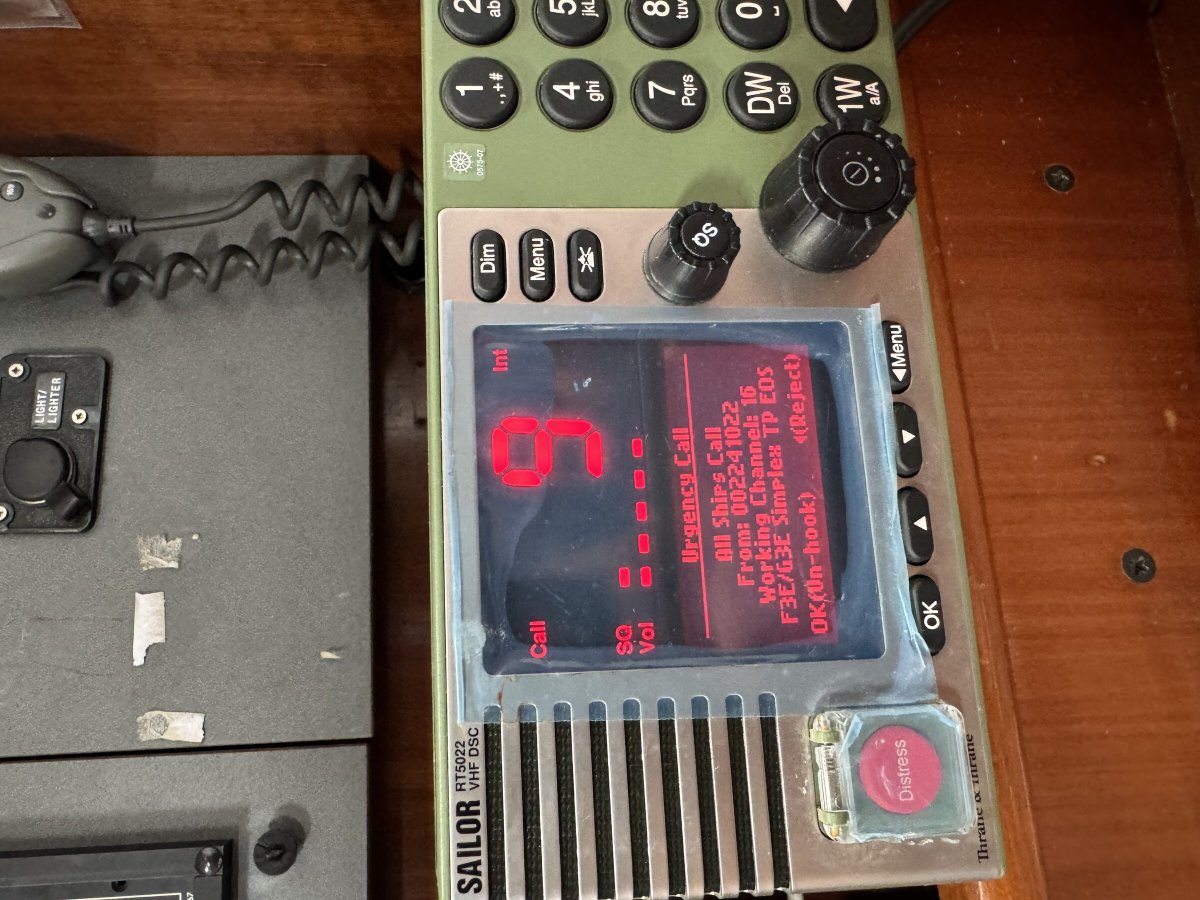 LIGHT/
LIGHTER
SAILOR RT5022
VHF DSC
Call
9
Int
SQ
Vol
Urgency Call
All Ships Call
From: 002241022
Working Channel: 16
F3E/G3E Simplex TP EOS
OK(On-hook) ◄(Reject)
Dim
Menu
SQ
0575-07
1 .,+#
2 ab
4 ghi
5 jkL
7 Pqrs
8 tuv
DW Del
0
1W a/A
Distress
OK
▲
▼
◄Menu
Thrane & Thrane